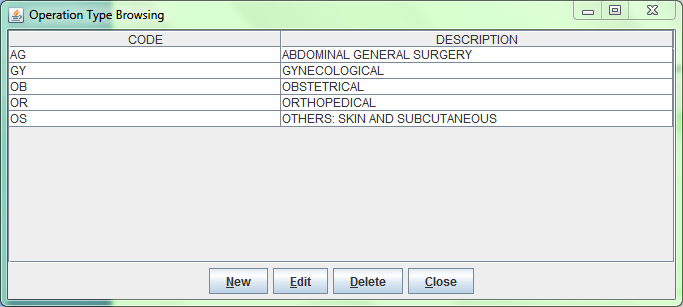 Operation Type Browsing
CODE DESCRIPTION
AG ABDOMINAL GENERAL SURGERY
GY GYNECOLOGICAL
OB OBSTETRICAL
OR ORTHOPEDICAL
OS OTHERS: SKIN AND SUBCUTANEOUS
New Edit Delete Close